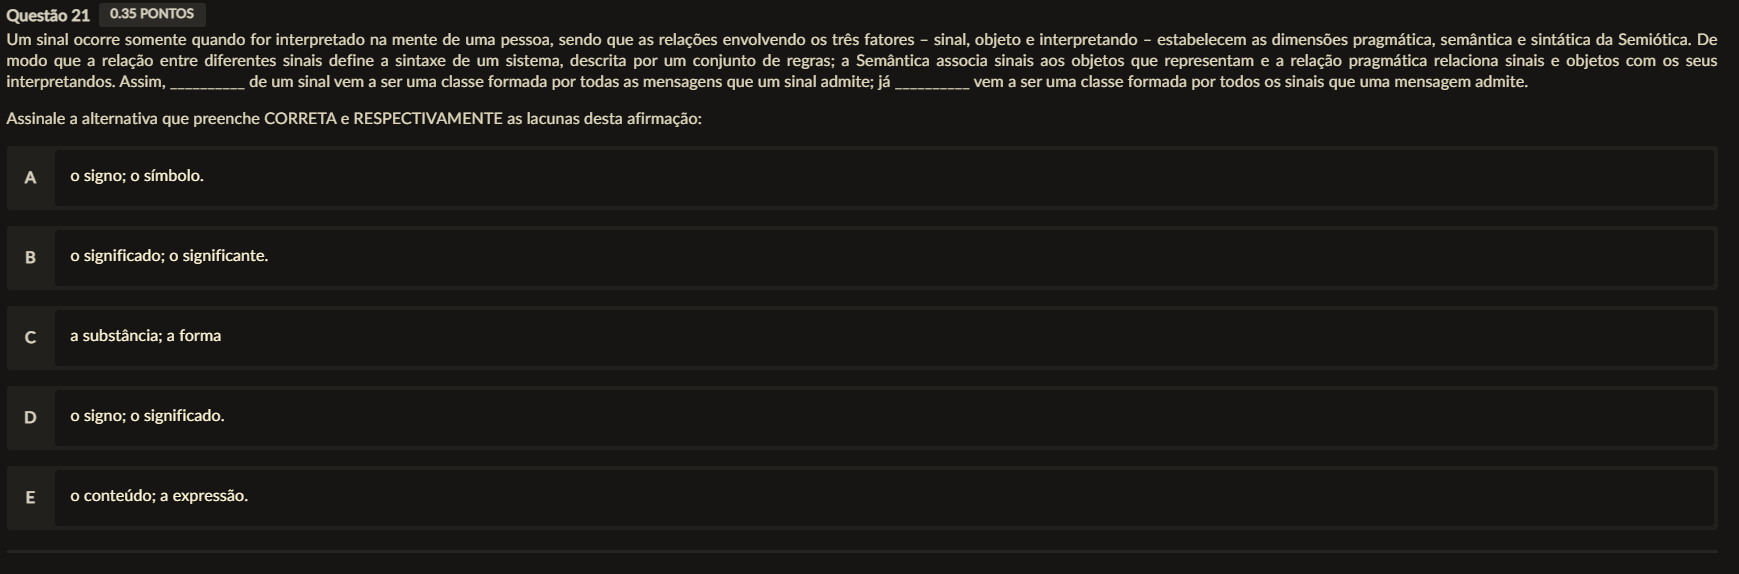 Questão 21 0.35 PONTOS
Um sinal ocorre somente quando for interpretado na mente de uma pessoa, sendo que as relações envolvendo os três fatores – sinal, objeto e interpretando – estabelecem as dimensões pragmática, semântica e sintática da Semiótica. De
modo que a relação entre diferentes sinais define a sintaxe de um sistema, descrita por um conjunto de regras; a Semântica associa sinais aos objetos que representam e a relação pragmática relaciona sinais e objetos com os seus
interpretandos. Assim, __________ de um sinal vem a ser uma classe formada por todas as mensagens que um sinal admite; já __________ vem a ser uma classe formada por todos os sinais que uma mensagem admite.
Assinale a alternativa que preenche CORRETA e RESPECTIVAMENTE as lacunas desta afirmação:
A o signo; o símbolo.
B o significado; o significante.
C a substância; a forma
D o signo; o significado.
E o conteúdo; a expressão.